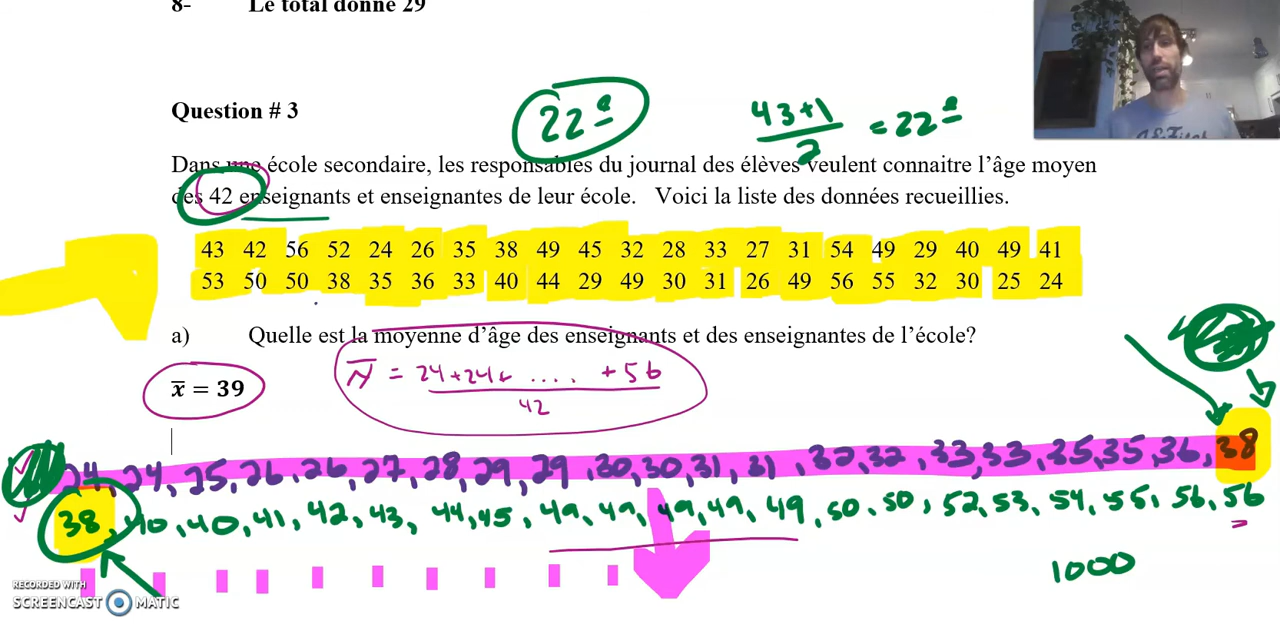 8- Le total donne 29
22e
43+1
2
=22e
Question # 3
Dans une école secondaire, les responsables du journal des élèves veulent connaitre l’âge moyen
des 42 enseignants et enseignantes de leur école. Voici la liste des données recueillies.
43 42 56 52 24 26 35 38 49 45 32 28 33 27 31 54 49 29 40 49 41
53 50 50 38 35 36 33 40 44 29 49 30 31 26 49 56 55 32 30 25 24
a) Quelle est la moyenne d’âge des enseignants et des enseignantes de l’école?
x̅ = 39
= 24+24+ .... +56
42
24, 24, 25, 26, 26, 27, 28, 29, 29, 30, 30, 31, 31, 32, 32, 33, 33, 35, 35, 36, 38
38, 40, 40, 41, 42, 43, 44, 45, 49, 49, 49, 49, 49, 50, 50, 52, 53, 54, 55, 56, 56
1000
RECORDED WITH
SCREENCAST MATIC